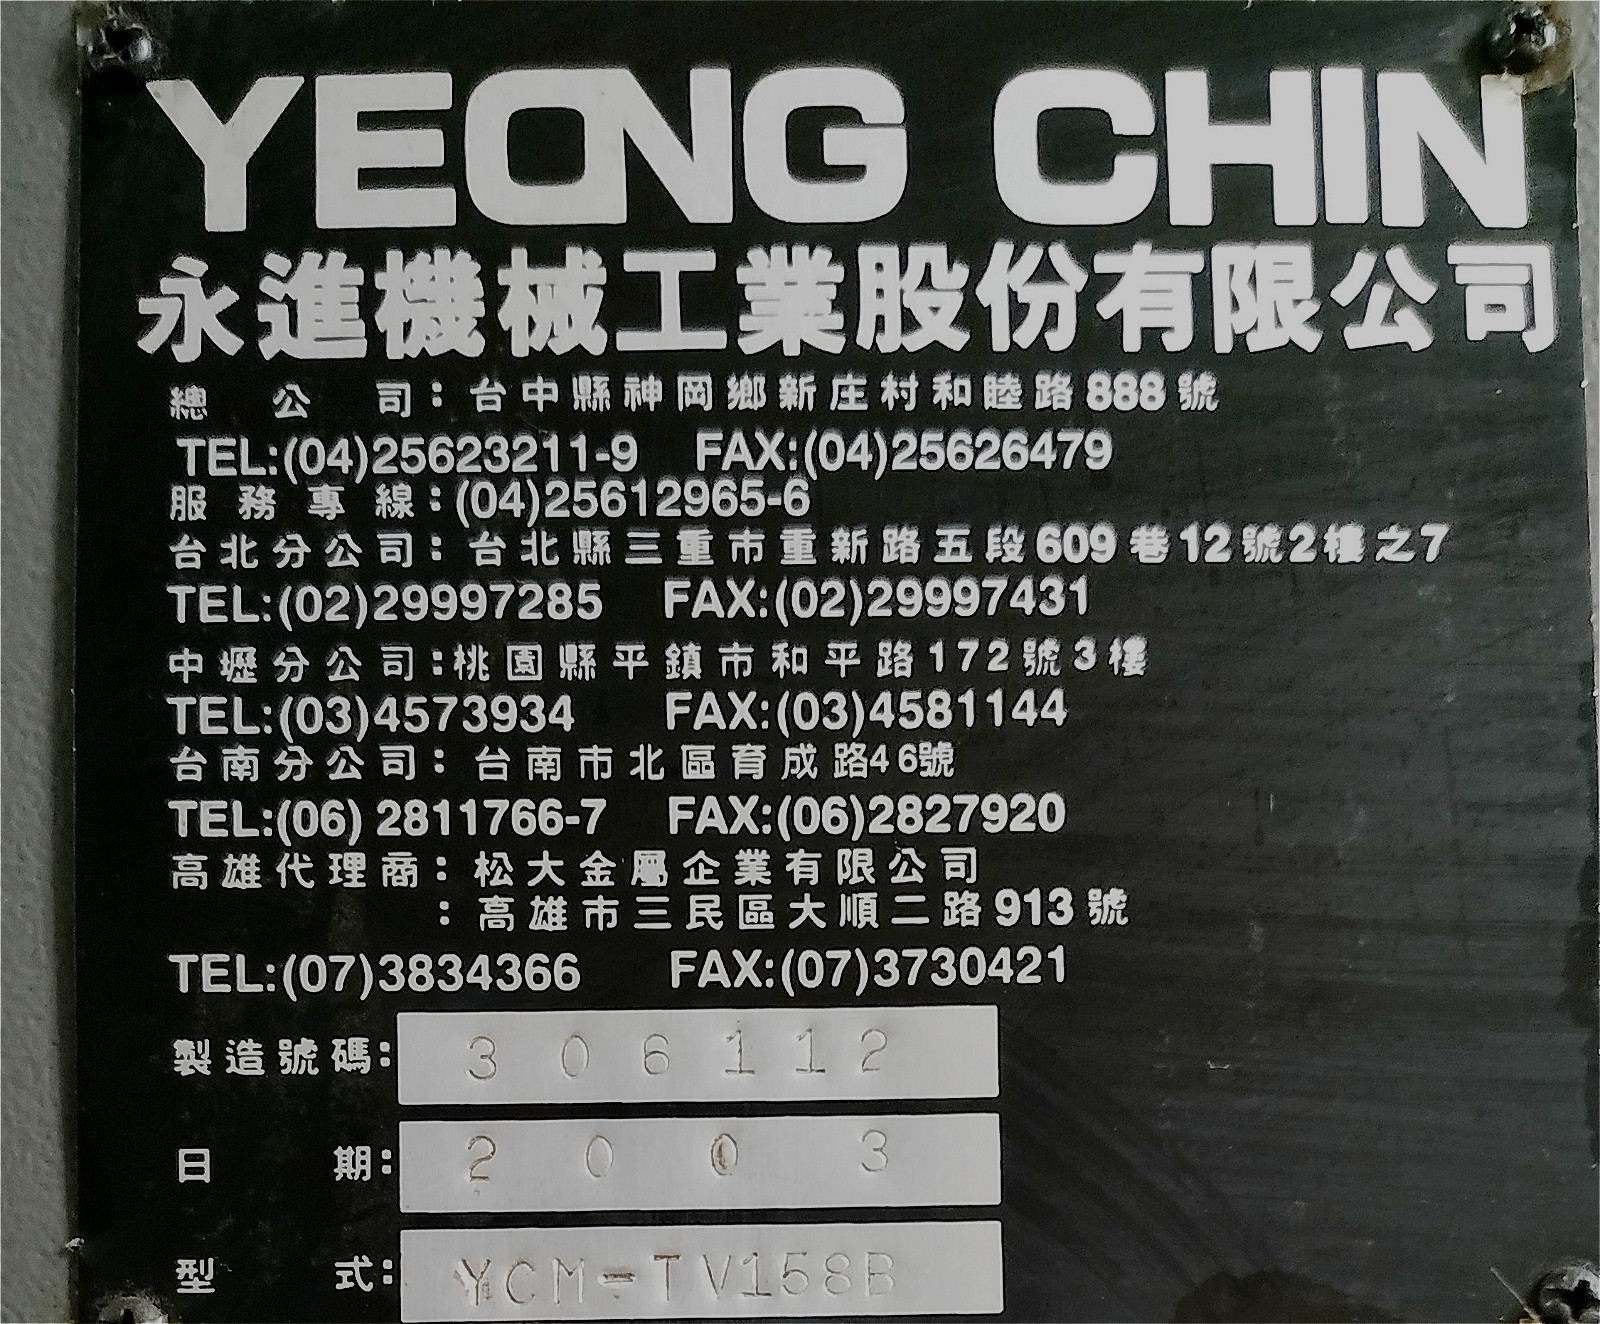 YEONG CHIN
永進機械工業股份有限公司
總公司：台中縣神岡鄉新庄村和睦路888號
TEL:(04)25623211-9 FAX:(04)25626479
服務專線：(04)25612965-6
台北分公司：台北縣三重市重新路五段609巷12號2樓之7
TEL:(02)29997285 FAX:(02)29997431
中壢分公司：桃園縣平鎮市和平路172號3樓
TEL:(03)4573934 FAX:(03)4581144
台南分公司：台南市北區育成路46號
TEL:(06) 2811766-7 FAX:(06)2827920
高雄代理商：松大金屬企業有限公司
：高雄市三民區大順二路913號
TEL:(07)3834366 FAX:(07)3730421
製造號碼：306112
日期：2003
型式：YCM-TV158B